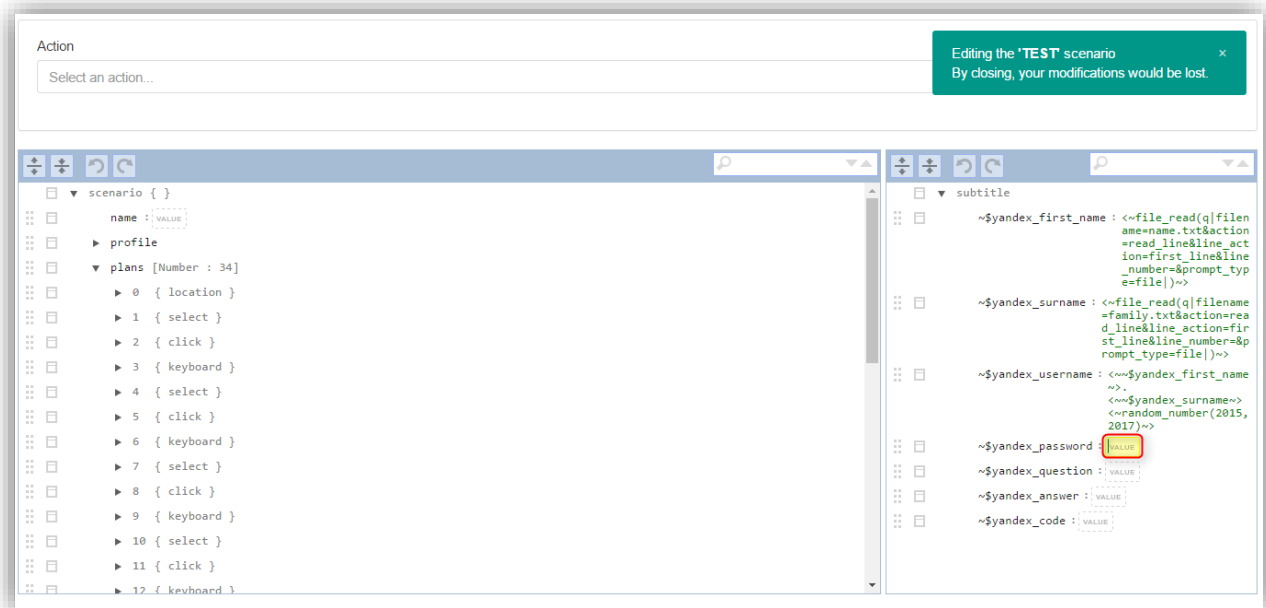 Action
Select an action...
Editing the 'TEST' scenario ×
By closing, your modifications would be lost.
scenario { }
name : VALUE
profile
plans [Number : 34]
0 { location }
1 { select }
2 { click }
3 { keyboard }
4 { select }
5 { click }
6 { keyboard }
7 { select }
8 { click }
9 { keyboard }
10 { select }
11 { click }
12 { keyboard }
subtitle
~$yandex_first_name : <~file_read(q|filen
ame=name.txt&action
=read_line&line_act
ion=first_line&line
_number=&prompt_typ
e=file|)~>
~$yandex_surname : <~file_read(q|filename
=family.txt&action=rea
d_line&line_action=fir
st_line&line_number=&p
rompt_type=file|)~>
~$yandex_username : <~~$yandex_first_name
~>.
<~~$yandex_surname~>
<~random_number(2015,
2017)~>
~$yandex_password : VALUE
~$yandex_question : VALUE
~$yandex_answer : VALUE
~$yandex_code : VALUE